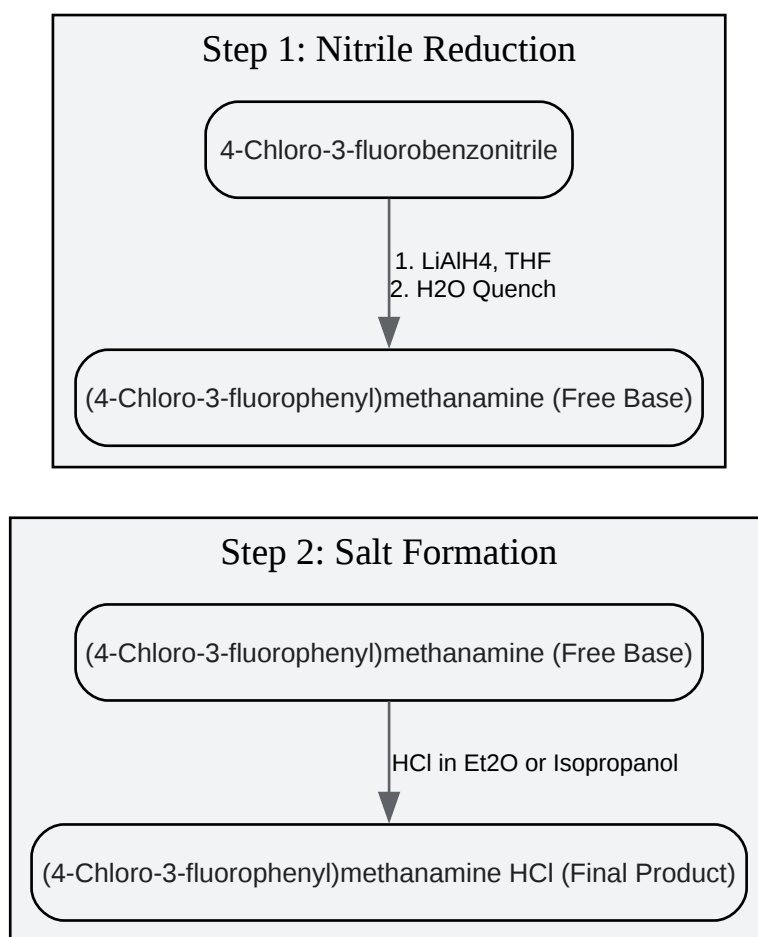 Step 1: Nitrile Reduction
4-Chloro-3-fluorobenzonitrile
1. LiAlH4, THF
2. H2O Quench
(4-Chloro-3-fluorophenyl)methanamine (Free Base)
Step 2: Salt Formation
(4-Chloro-3-fluorophenyl)methanamine (Free Base)
HCl in Et2O or Isopropanol
(4-Chloro-3-fluorophenyl)methanamine HCl (Final Product)